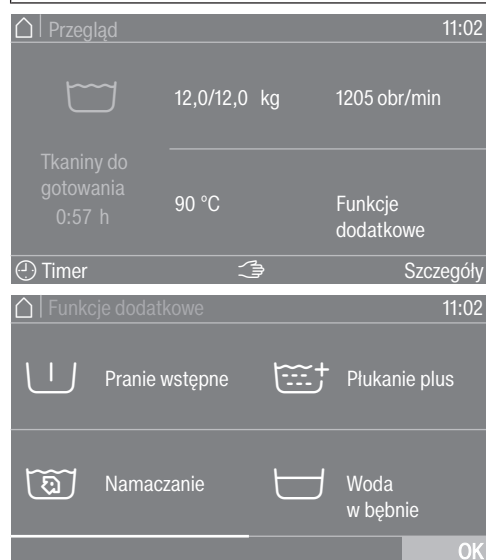 Przegląd 11:02
12,0/12,0 kg 1205 obr/min
Tkaniny do
gotowania
0:57 h
90 °C Funkcje
dodatkowe
Timer Szczegóły
Funkcje dodatkowe 11:02
Pranie wstępne Płukanie plus
Namaczanie Woda
w bębnie
OK